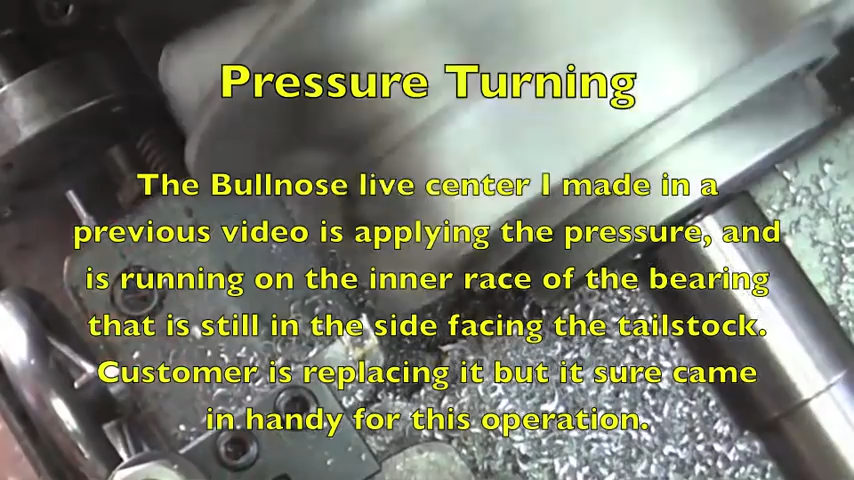 Pressure Turning
The Bullnose live center I made in a
previous video is applying the pressure, and
is running on the inner race of the bearing
that is still in the side facing the tailstock.
Customer is replacing it but it sure came
in handy for this operation.